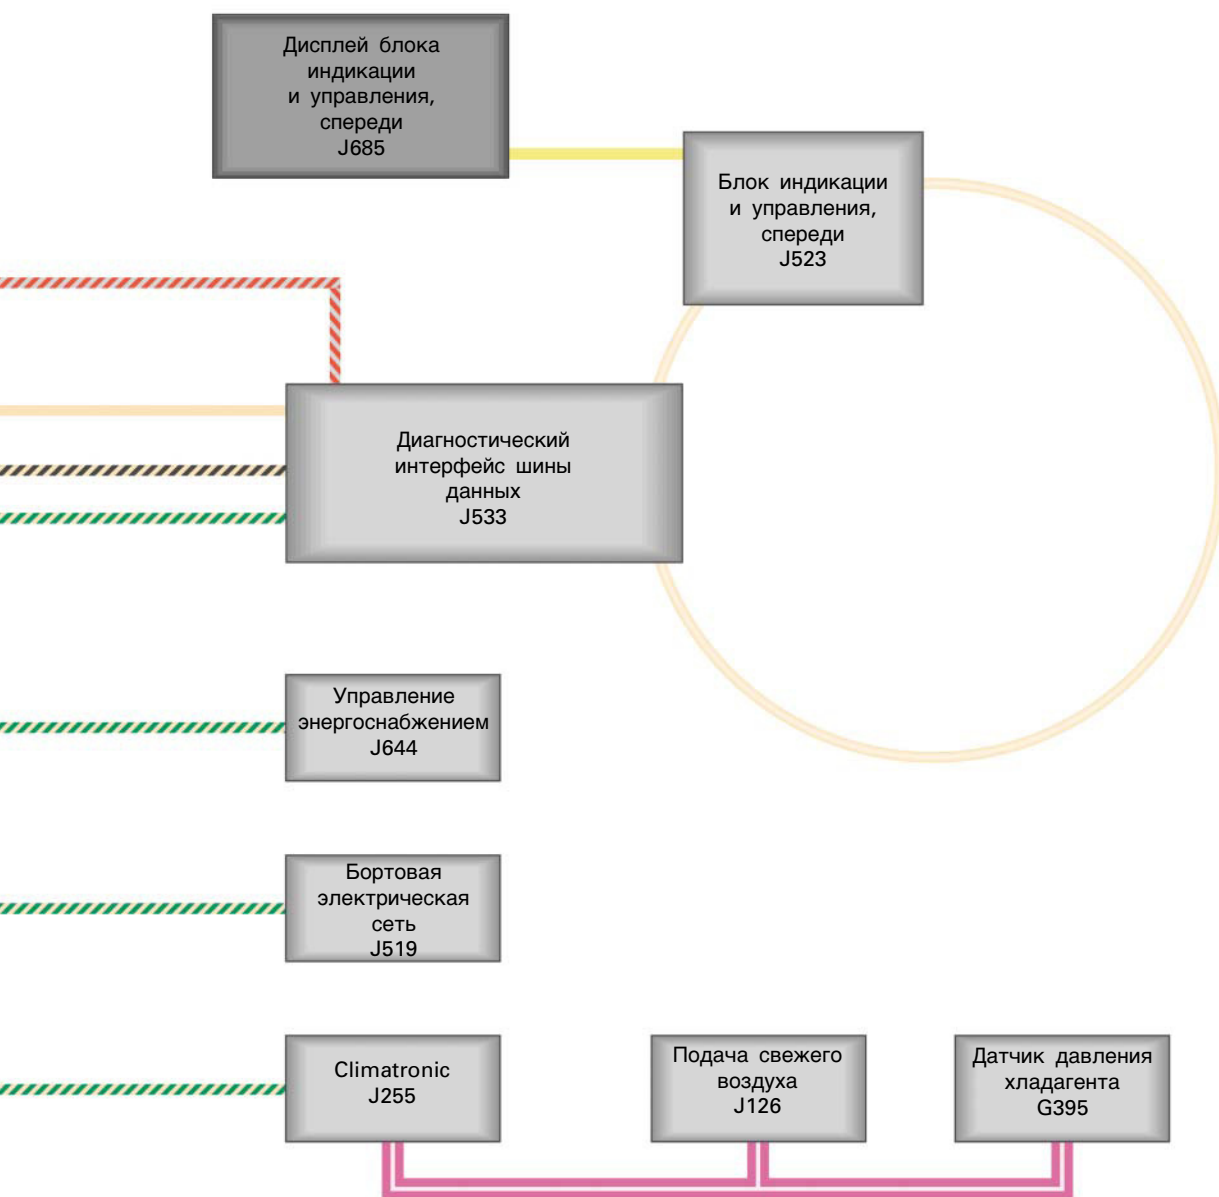 Дисплей блока
индикации
и управления,
спереди
J685
Блок индикации
и управления,
спереди
J523
Диагностический
интерфейс шины
данных
J533
Управление
энергоснабжением
J644
Бортовая
электрическая
сеть
J519
Climatronic
J255
Подача свежего
воздуха
J126
Датчик давления
хладагента
G395